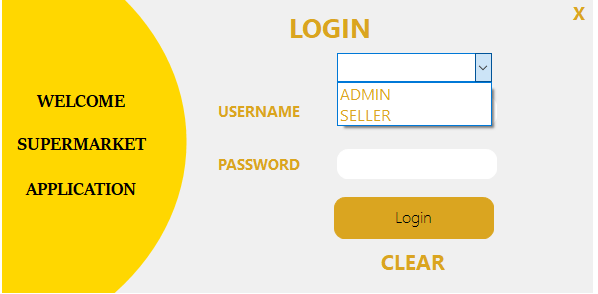 LOGIN
X
WELCOME
SUPERMARKET
APPLICATION
ADMIN
SELLER
USERNAME
PASSWORD
Login
CLEAR